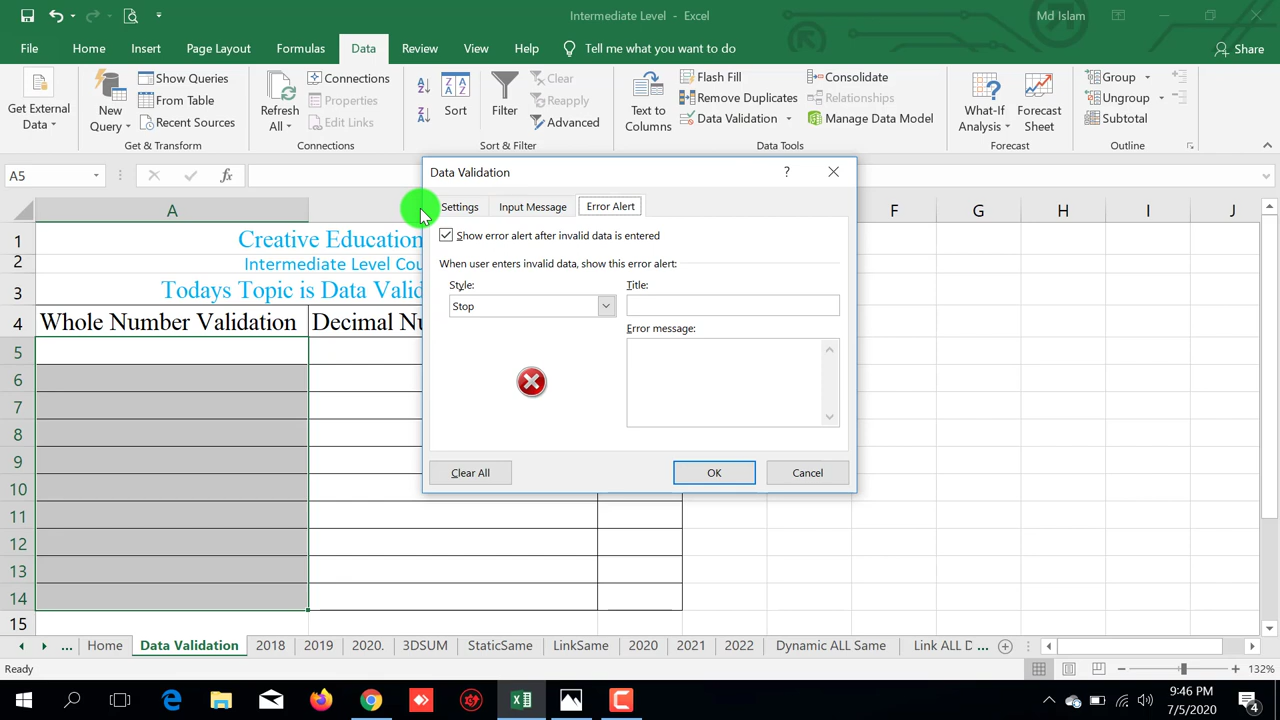 Intermediate Level - Excel
Md Islam
File Home Insert Page Layout Formulas Data Review View Help Tell me what you want to do Share
Get External Data
New Query
Show Queries
From Table
Recent Sources
Get & Transform
Refresh All
Connections
Properties
Edit Links
Connections
Sort
Filter
Clear
Reapply
Advanced
Sort & Filter
Text to Columns
Flash Fill
Remove Duplicates
Data Validation
Consolidate
Relationships
Manage Data Model
Data Tools
What-If Analysis
Forecast Sheet
Forecast
Group
Ungroup
Subtotal
Outline
A5
fx
A F G H I J
1 Creative Education
2 Intermediate Level Cou
3 Todays Topic is Data Valid
4 Whole Number Validation Decimal Nu
5
6
7
8
9
10
11
12
13
14
15
Data Validation ?
Settings Input Message Error Alert
Show error alert after invalid data is entered
When user enters invalid data, show this error alert:
Style: Title:
Stop
Error message:
Clear All OK Cancel
... Home Data Validation 2018 2019 2020. 3DSUM StaticSame LinkSame 2020 2021 2022 Dynamic ALL Same Link ALL D ...
Ready 132%
9:46 PM
7/5/2020
4